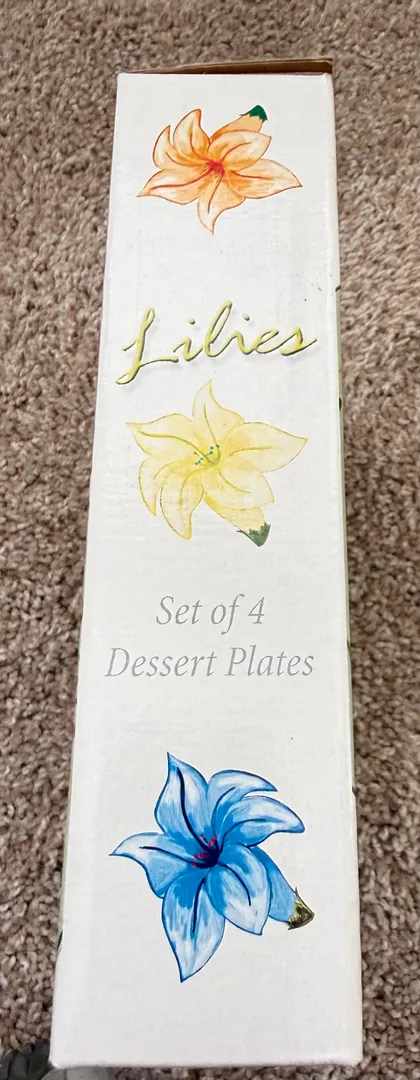 Lilies
Set of 4
Dessert Plates